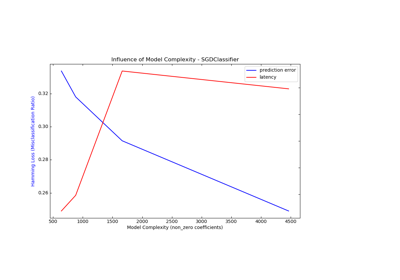 Influence of Model Complexity - SGDClassifier
prediction error
latency
Hamming Loss (Misclassification Ratio)
0.32
0.30
0.28
0.26
500 1000 1500 2000 2500 3000 3500 4000 4500
Model Complexity (non_zero coefficients)